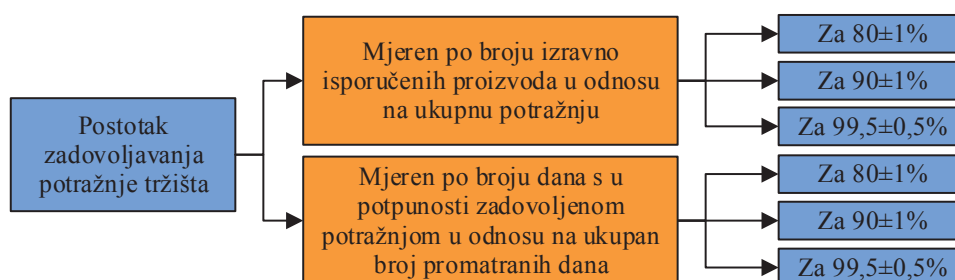 Postotak
zadovoljavanja
potražnje tržišta
Mjeren po broju izravno
isporučenih proizvoda u odnosu
na ukupnu potražnju
Za 80±1%
Za 90±1%
Za 99,5±0,5%
Mjeren po broju dana s u
potpunosti zadovoljenom
potražnjom u odnosu na ukupan
broj promatranih dana
Za 80±1%
Za 90±1%
Za 99,5±0,5%